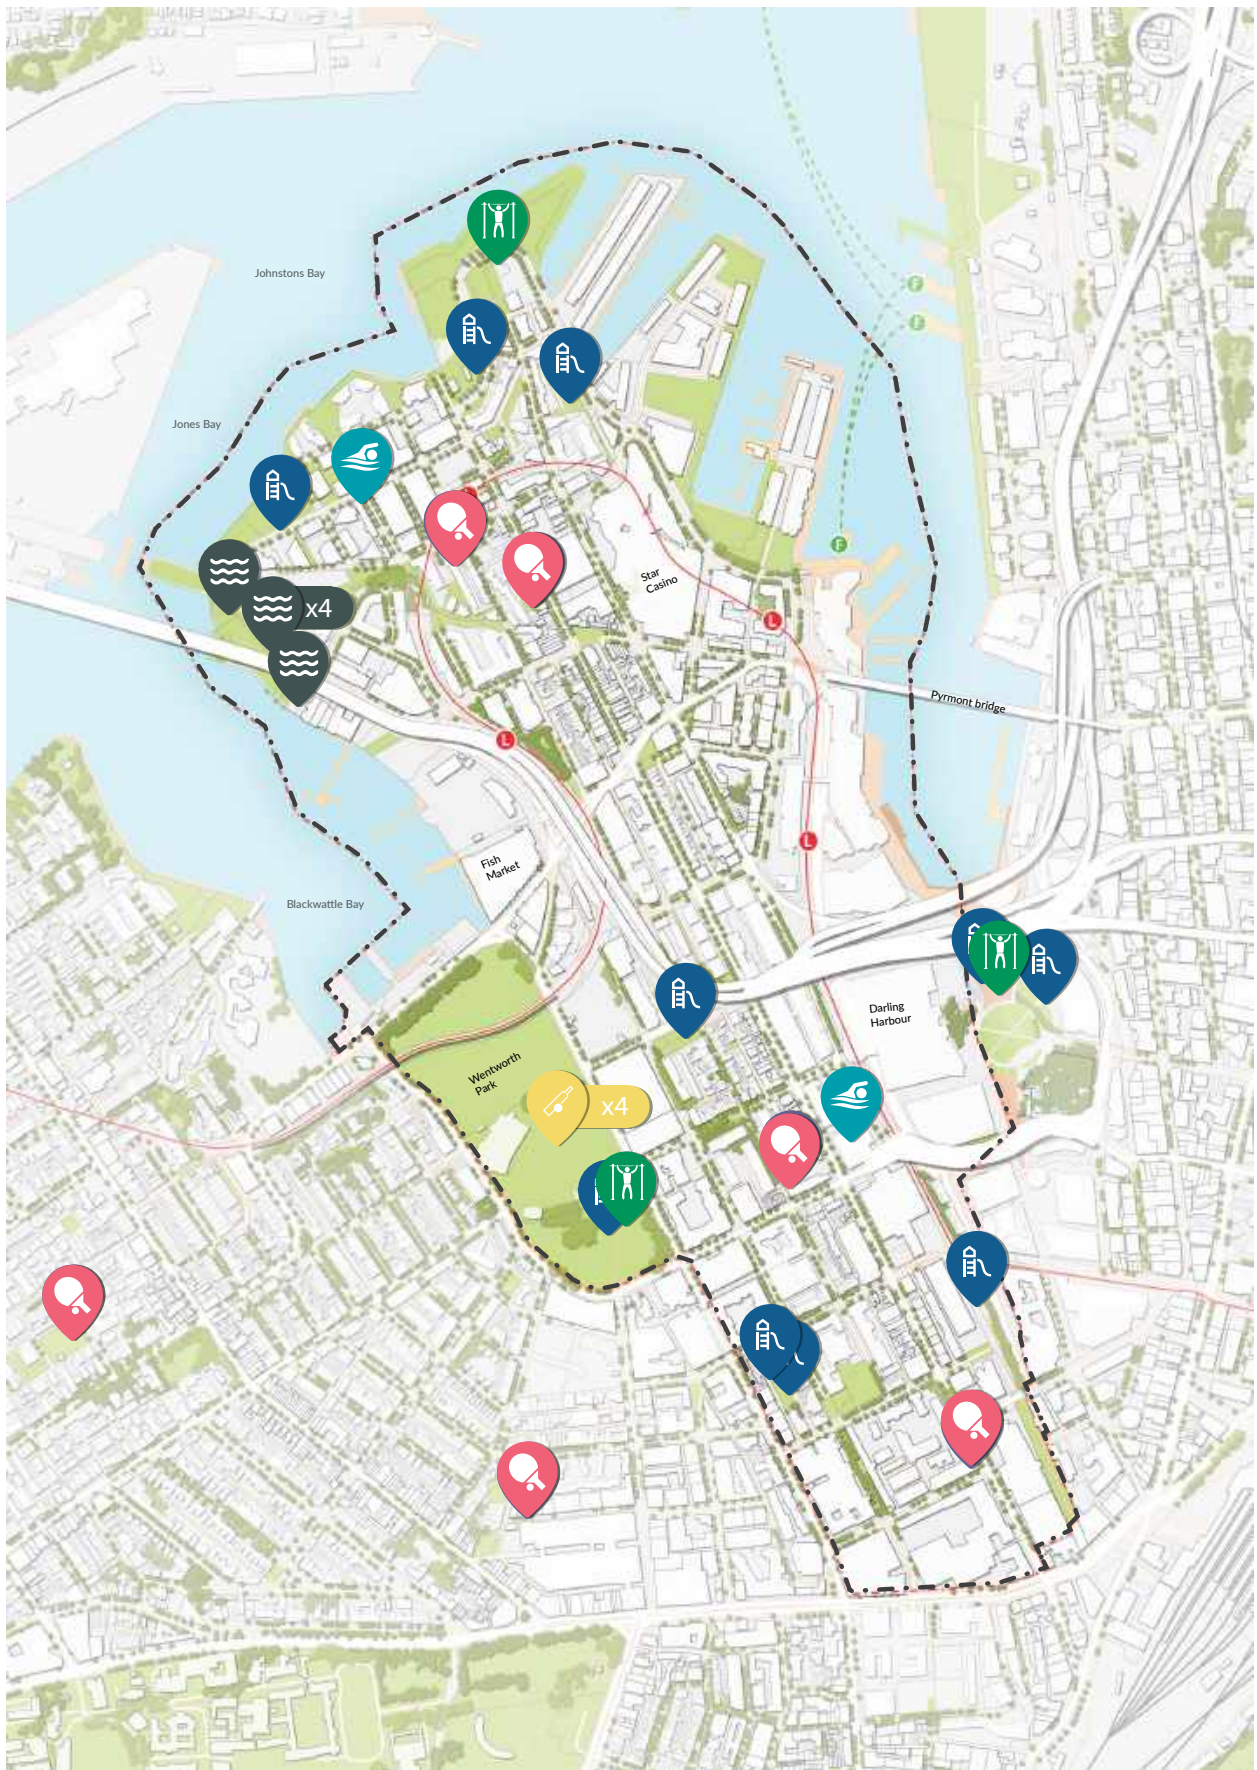 Johnstons Bay
F
F
Jones Bay
F
Star
Casino
x4
L
Pyrmont bridge
L
L
Fish
Market
Blackwattle Bay
Darling
Harbour
Wentworth
Park
x4